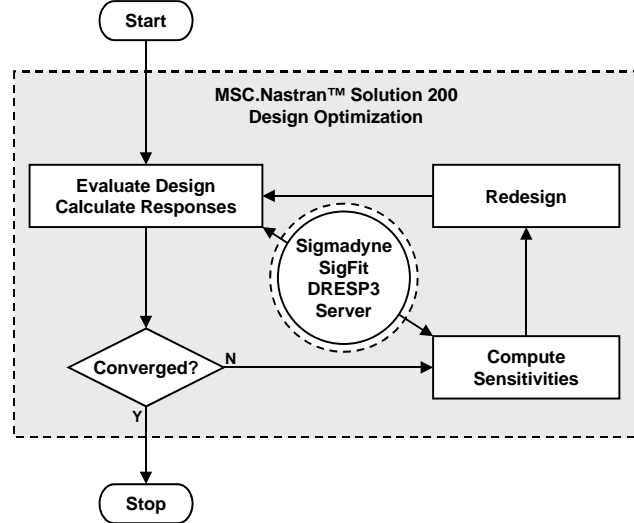 Start
MSC.Nastran™ Solution 200
Design Optimization
Evaluate Design
Calculate Responses
Redesign
Sigmadyne
SigFit
DRESP3
Server
Converged?
N
Compute
Sensitivities
Y
Stop